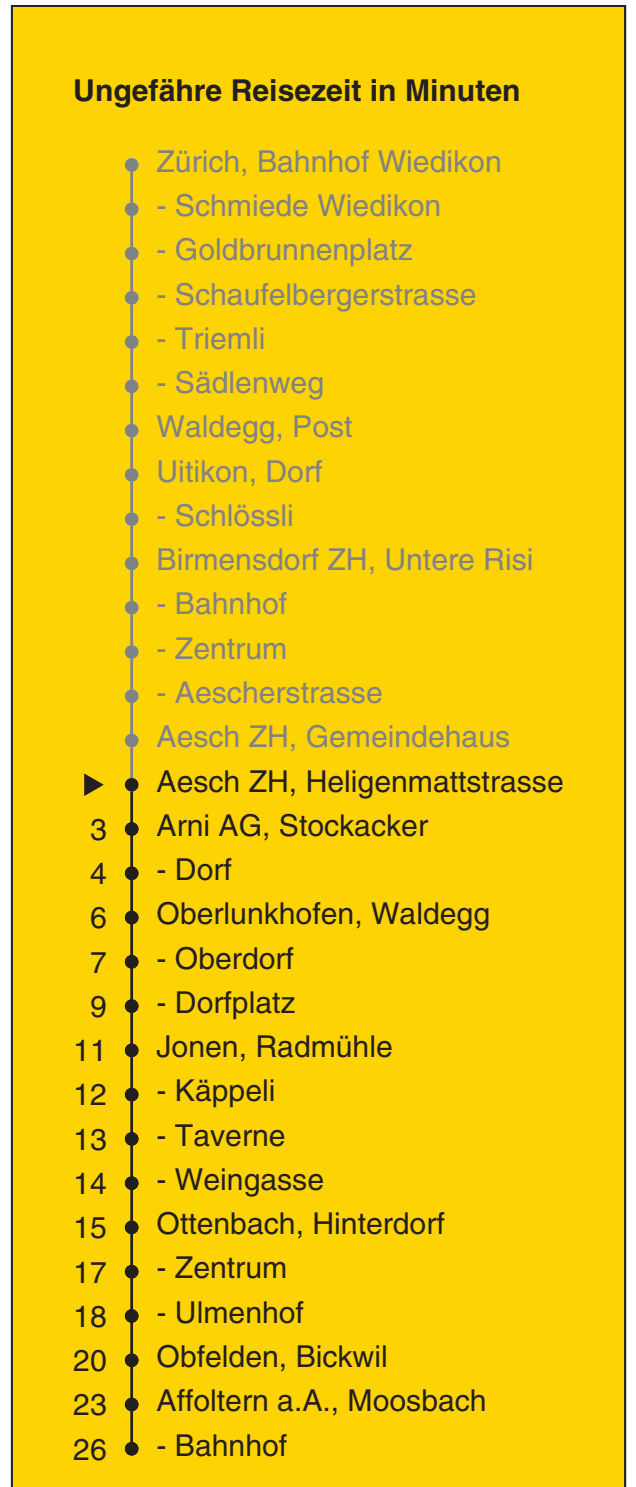 Ungefähre Reisezeit in Minuten
Zürich, Bahnhof Wiedikon
- Schmiede Wiedikon
- Goldbrunnenplatz
- Schaufelbergerstrasse
- Triemli
- Sädlenweg
Waldegg, Post
Uitikon, Dorf
- Schlössli
Birmensdorf ZH, Untere Risi
- Bahnhof
- Zentrum
- Aescherstrasse
Aesch ZH, Gemeindehaus
Aesch ZH, Heligenmattstrasse
3 Arni AG, Stockacker
4 - Dorf
6 Oberlunkhofen, Waldegg
7 - Oberdorf
9 - Dorfplatz
11 Jonen, Radmühle
12 - Käppeli
13 - Taverne
14 - Weingasse
15 Ottenbach, Hinterdorf
17 - Zentrum
18 - Ulmenhof
20 Obfelden, Bickwil
23 Affoltern a.A., Moosbach
26 - Bahnhof